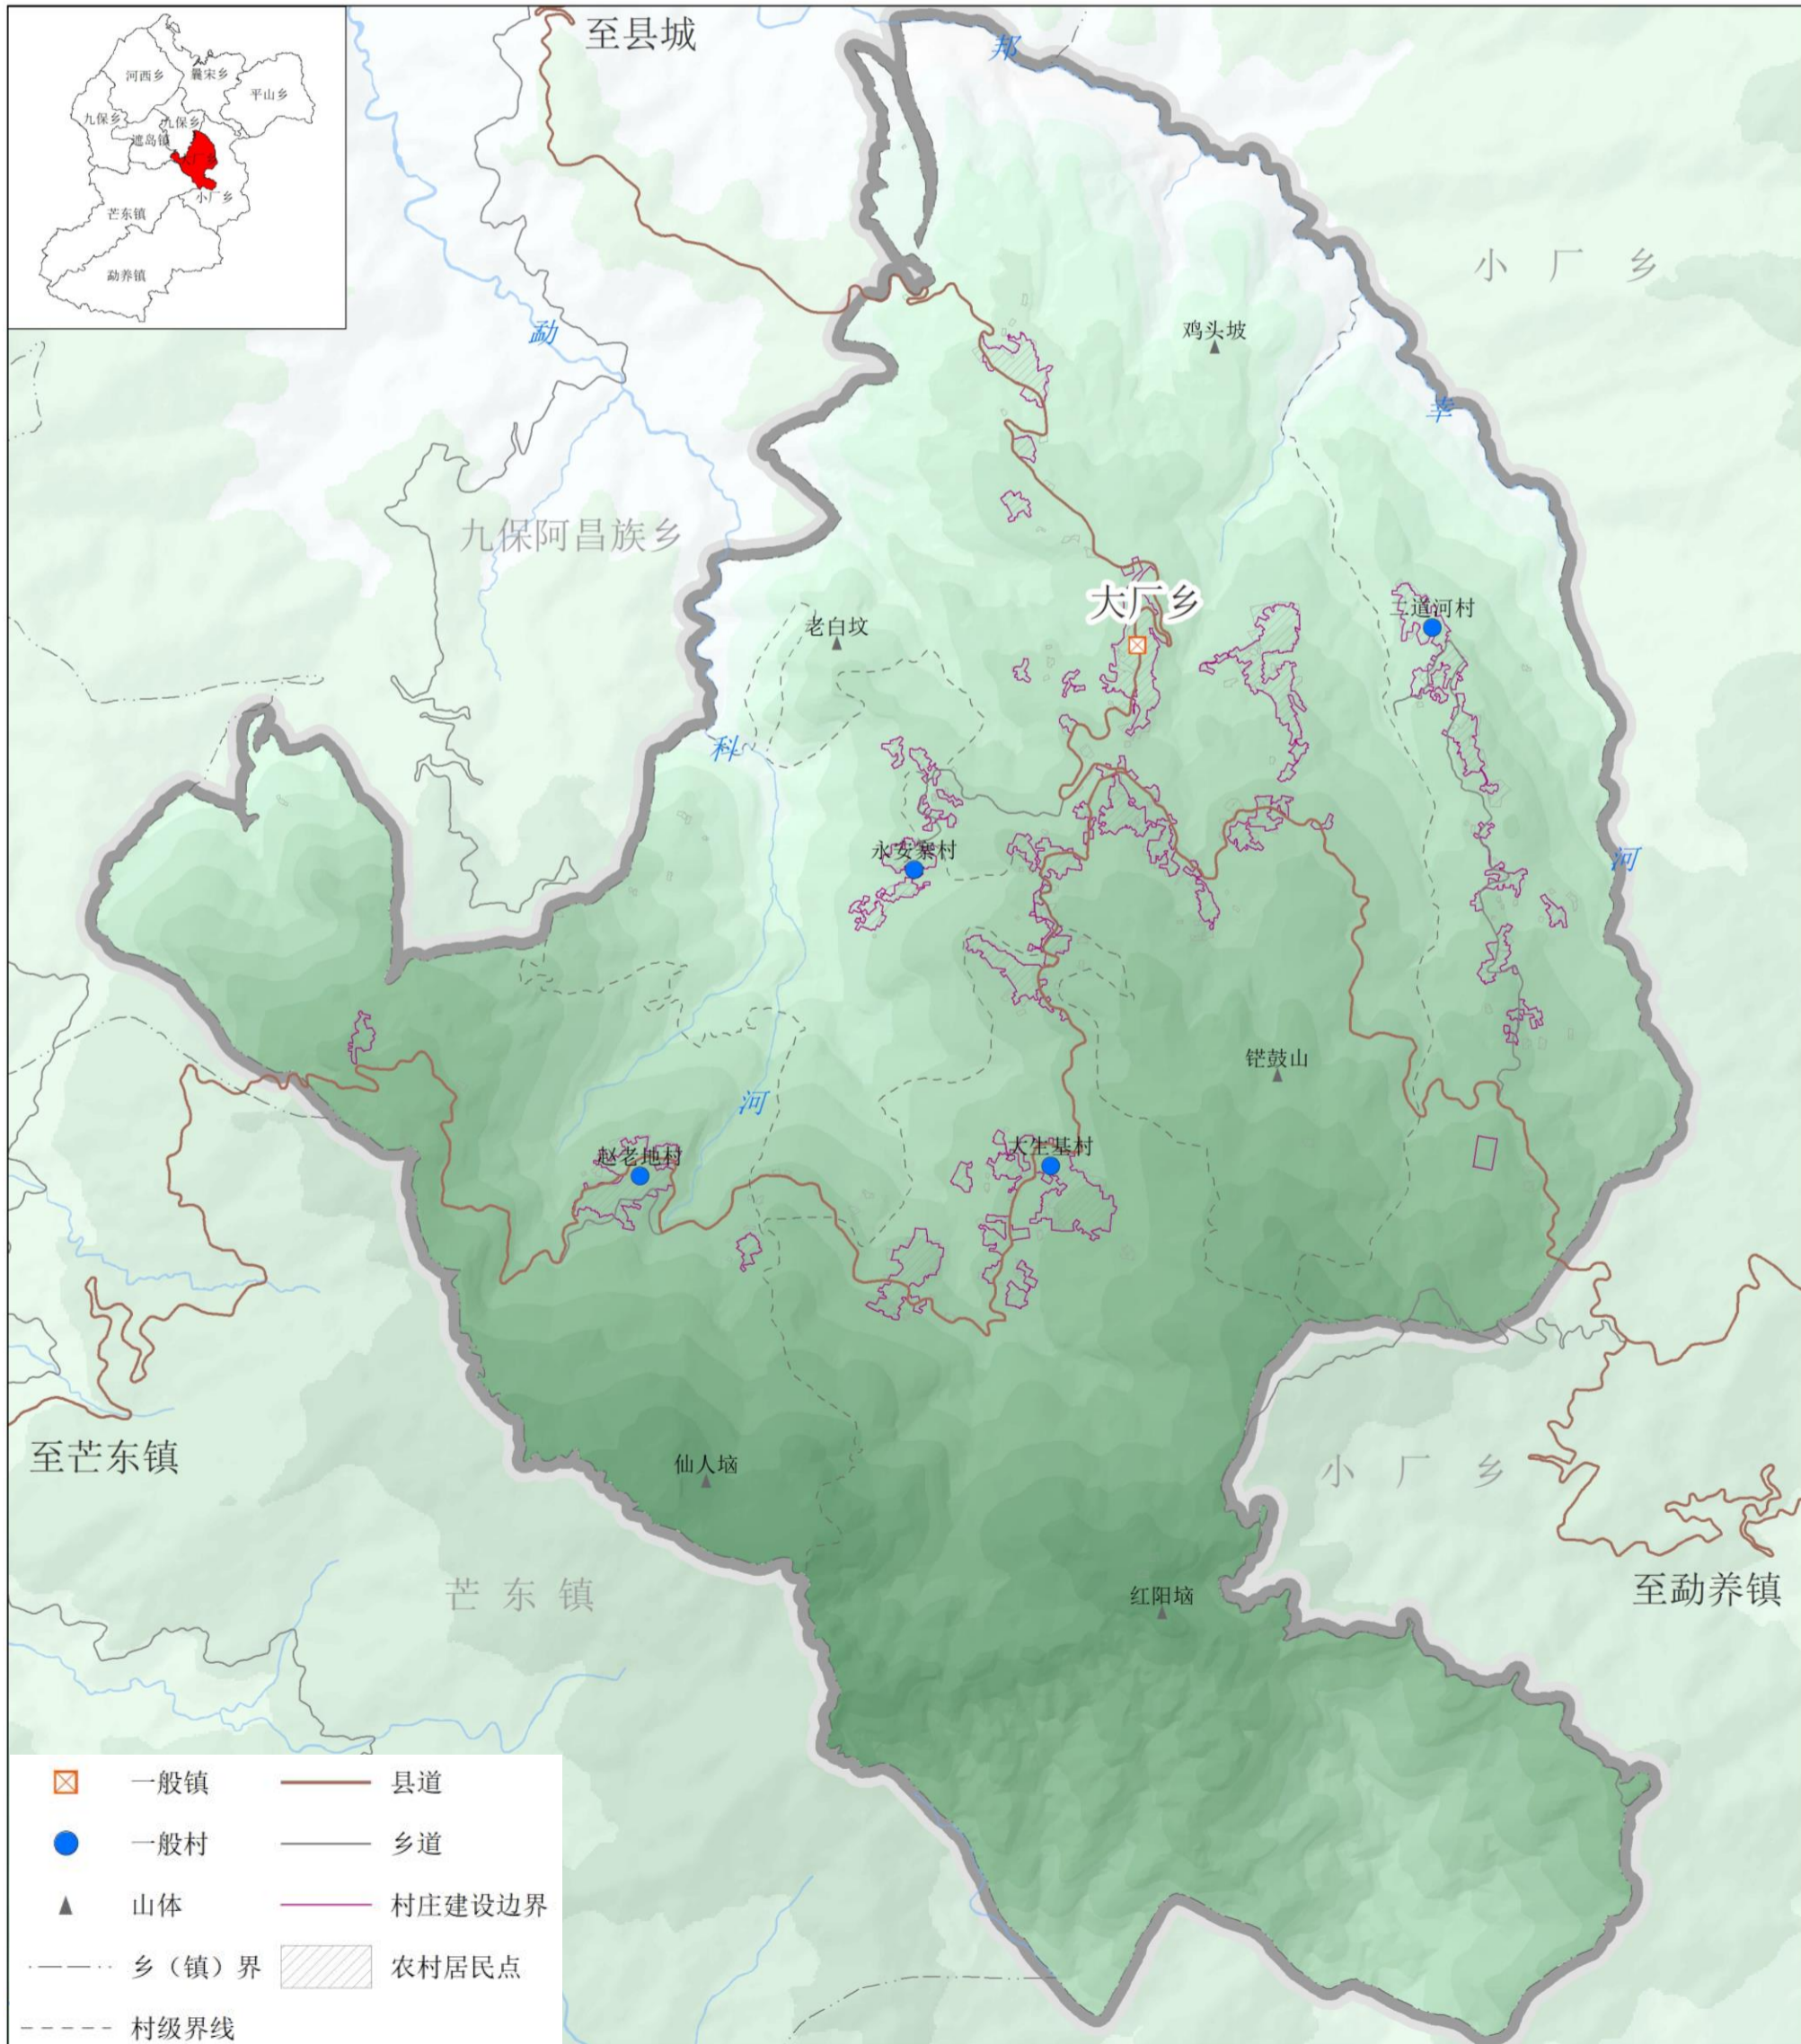 至县城
邦
河西乡
曩宋乡
平山乡
九保乡
九保乡
遮岛镇
小厂乡
芒东镇
勐养镇
小厂乡
勐
鸡头坡
幸
九保阿昌族乡
大厂乡
老白坟
二道河村
科
永安寨村
河
铓鼓山
河
赵老地村
大生基村
至芒东镇
仙人垴
小厂乡
芒东镇
红阳垴
至勐养镇
一般镇
县道
一般村
乡道
山体
村庄建设边界
乡（镇）界
农村居民点
村级界线